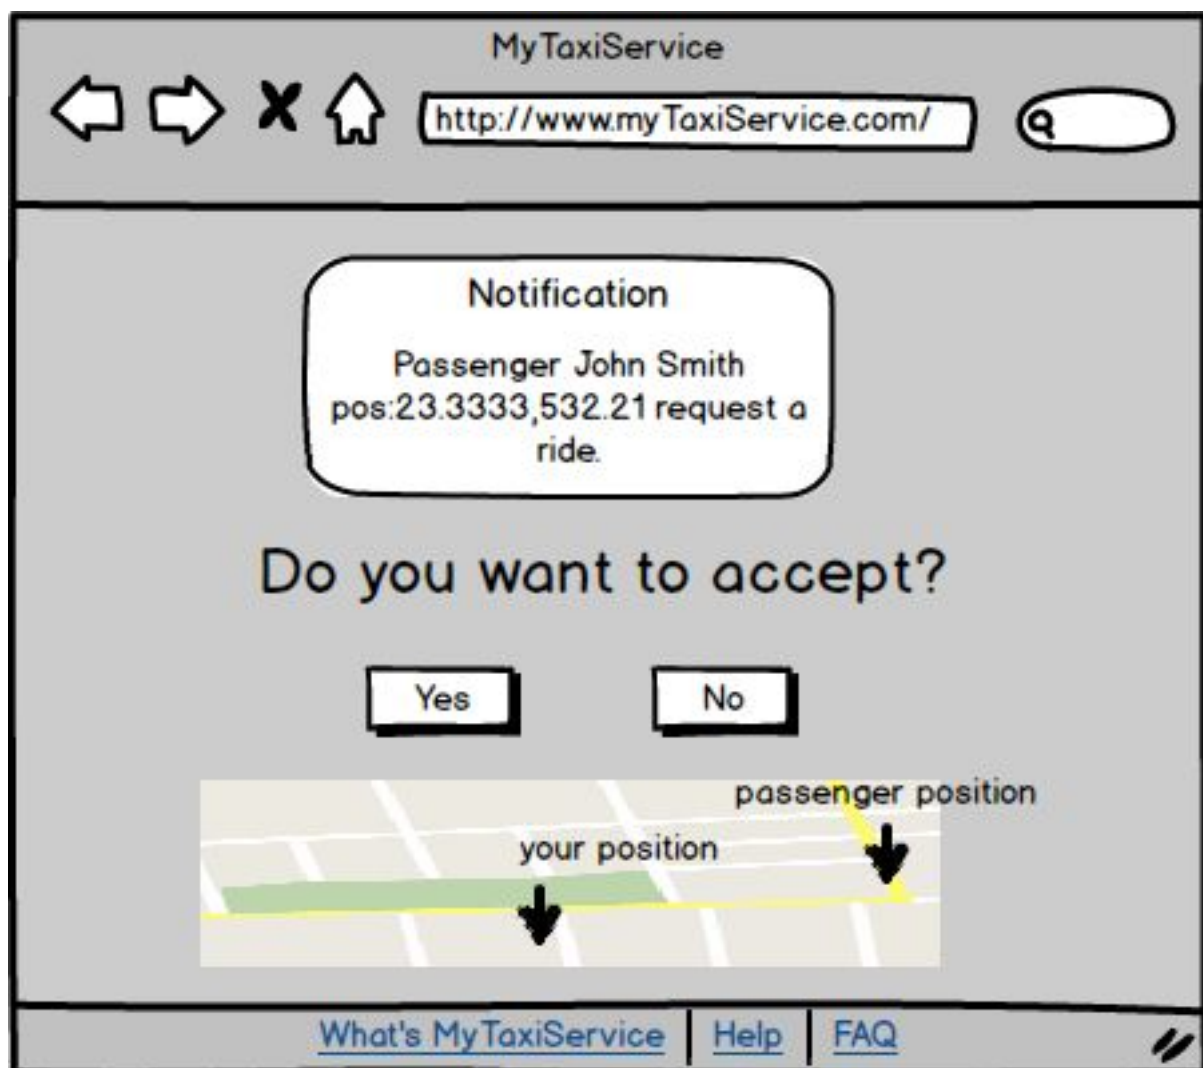 MyTaxiService
http://www.myTaxiService.com/
Notification
Passenger John Smith
pos:23.3333,532.21 request a
ride.
Do you want to accept?
Yes
No
passenger position
your position
What's MyTaxiService
Help
FAQ